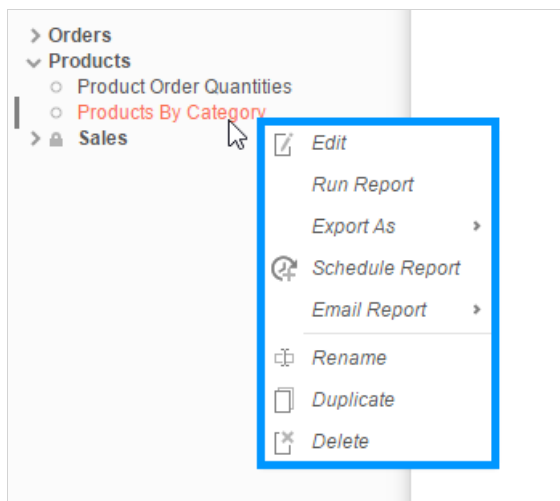 Orders
Products
Product Order Quantities
Products By Category
Sales
Edit
Run Report
Export As
Schedule Report
Email Report
Rename
Duplicate
Delete